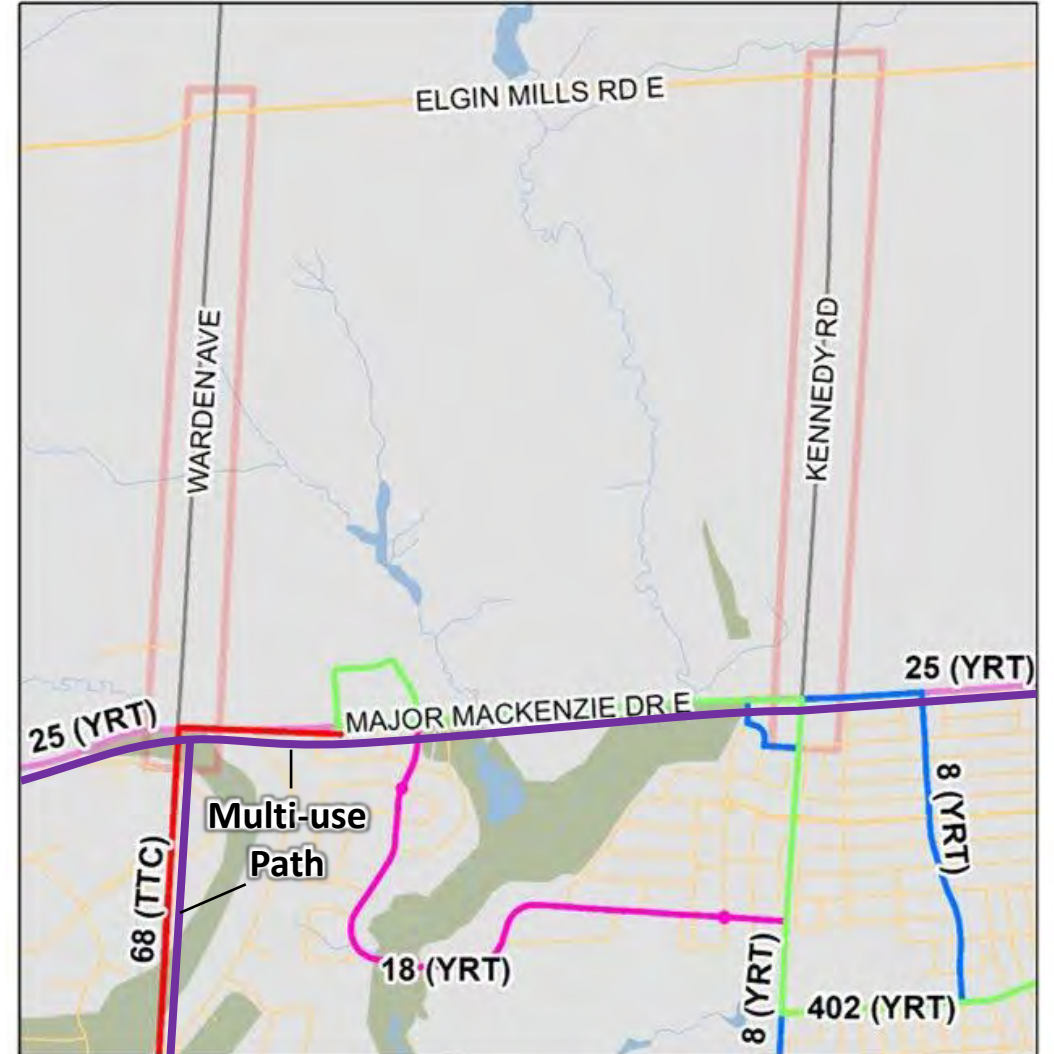 ELGIN MILLS RD E
WARDEN AVE
KENNEDY RD
25 (YRT)
25 (YRT)
MAJOR MACKENZIE DR E
Multi-use
Path
8 (YRT)
68 (TTC)
18 (YRT)
8 (YRT)
402 (YRT)